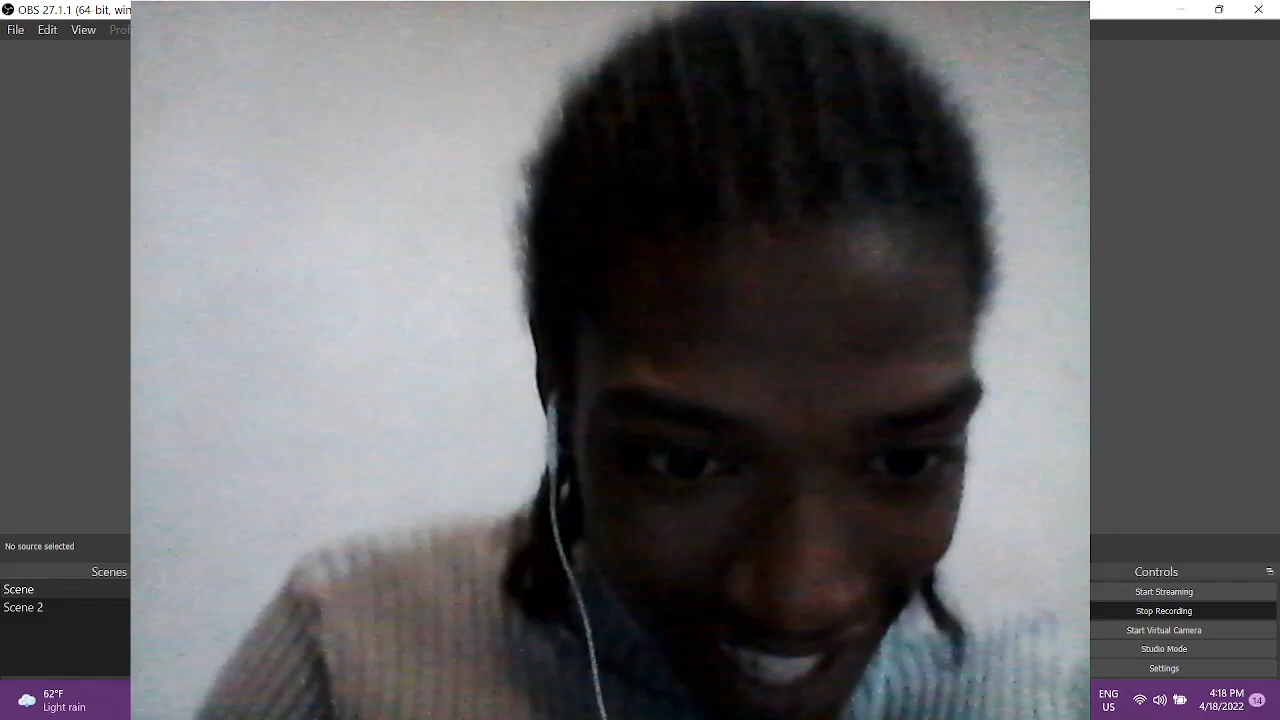 OBS 27.1.1 (64-bit, win
File Edit View Prof
No source selected
Scenes
Scene
Scene 2
Controls
Start Streaming
Stop Recording
Start Virtual Camera
Studio Mode
Settings
62°F
Light rain
ENG
US
4:18 PM
4/18/2022
14